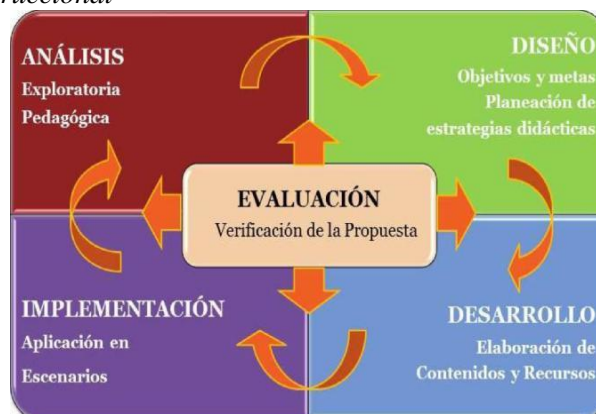 ANÁLISIS
Exploratoria
Pedagógica
DISEÑO
Objetivos y metas
Planeación de
estrategias didácticas
EVALUACIÓN
Verificación de la Propuesta
IMPLEMENTACIÓN
Aplicación en
Escenarios
DESARROLLO
Elaboración de
Contenidos y Recursos